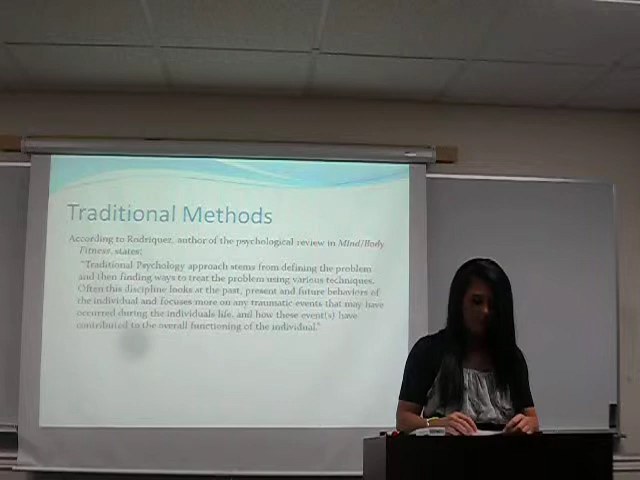 Traditional Methods
According to Rodriquez, author of the psychological review in Mind/Body
Fitness, states:
"Traditional Psychology approach stems from defining the problem
and then finding ways to treat the problem using various techniques.
Often this discipline looks at the past, present and future behaviors of
the individual and focuses more on any traumatic events that may have
occurred during the individuals life, and how these event(s) have
contributed to the overall functioning of the individual."